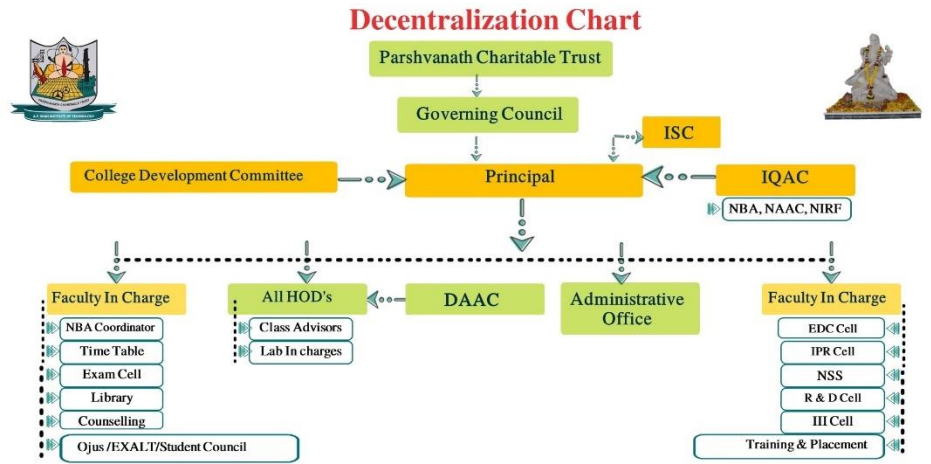 Decentralization Chart
Parshvanath Charitable Trust
Governing Council
ISC
College Development Committee
Principal
IQAC
NBA, NAAC, NIRF
Faculty In Charge
All HOD's
DAAC
Administrative
Office
Faculty In Charge
NBA Coordinator
Time Table
Exam Cell
Library
Counselling
Ojus /EXALT/Student Council
Class Advisors
Lab In charges
EDC Cell
IPR Cell
NSS
R & D Cell
III Cell
Training & Placement